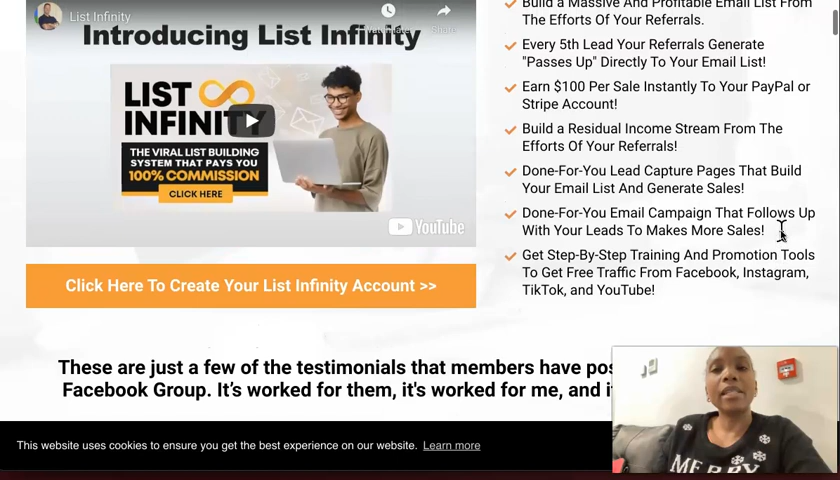 List Infinity
Introducing List Infinity
Share
LIST
INFINITY
THE VIRAL LIST BUILDING
SYSTEM THAT PAYS YOU
100% COMMISSION
CLICK HERE
YouTube
Click Here To Create Your List Infinity Account >>
Build a Massive And Profitable Email List From
The Efforts Of Your Referrals.
Every 5th Lead Your Referrals Generate
"Passes Up" Directly To Your Email List!
Earn $100 Per Sale Instantly To Your PayPal or
Stripe Account!
Build a Residual Income Stream From The
Efforts Of Your Referrals!
Done-For-You Lead Capture Pages That Build
Your Email List And Generate Sales!
Done-For-You Email Campaign That Follows Up
With Your Leads To Makes More Sales!
Get Step-By-Step Training And Promotion Tools
To Get Free Traffic From Facebook, Instagram,
TikTok, and YouTube!
These are just a few of the testimonials that members have
Facebook Group. It’s worked for them, it's worked for me, and
This website uses cookies to ensure you get the best experience on our website. Learn more
MERRY